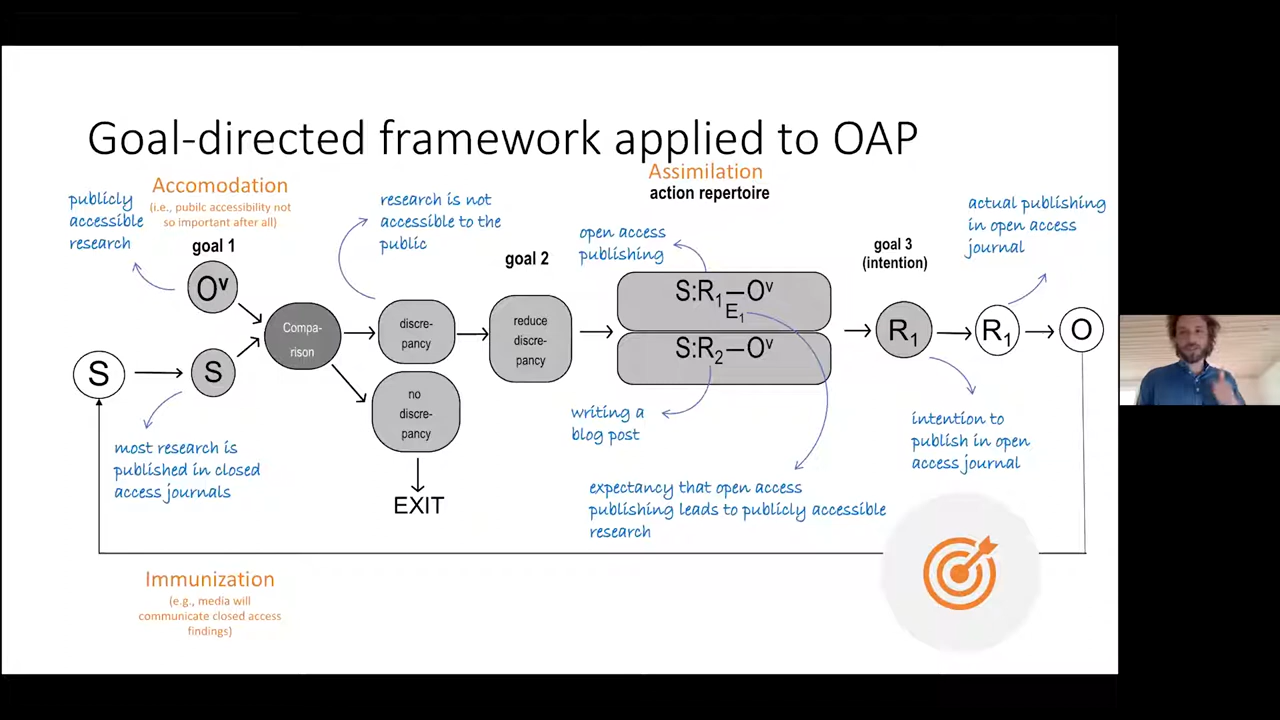 Goal-directed framework applied to OAP
Assimilation
action repertoire
Accomodation
(i.e., pubilc accessibility not
so important after all)
publicly
accessible
research
goal 1
Oᵛ
S
S
most research is
published in closed
access journals
Compa-
rison
research is not
accessible to the
public
discre-
pancy
no
discre-
pancy
EXIT
goal 2
reduce
discre-
pancy
open access
publishing
S:R₁–Oᵛ
E₁
S:R₂–Oᵛ
writing a
blog post
expectancy that open access
publishing leads to publicly accessible
research
goal 3
(intention)
R₁
R₁
O
actual publishing
in open access
journal
intention to
publish in open
access journal
Immunization
(e.g., media will
communicate closed access
findings)